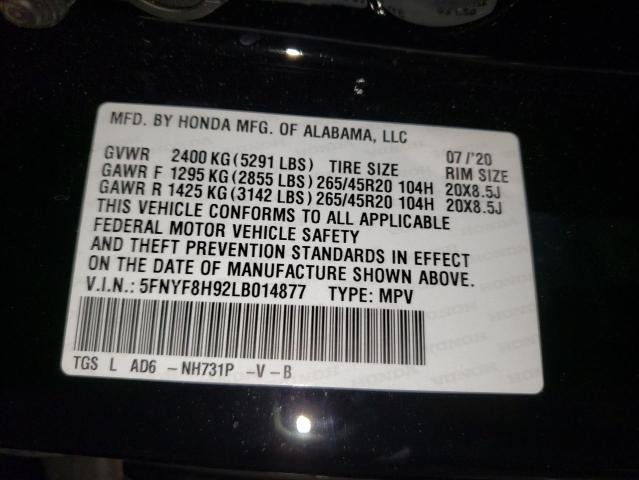 MFD. BY HONDA MFG. OF ALABAMA, LLC
GVWR 2400 KG (5291 LBS) TIRE SIZE 07/'20 RIM SIZE
GAWR F 1295 KG (2855 LBS) 265/45R20 104H 20X8.5J
GAWR R 1425 KG (3142 LBS) 265/45R20 104H 20X8.5J
THIS VEHICLE CONFORMS TO ALL APPLICABLE
FEDERAL MOTOR VEHICLE SAFETY
AND THEFT PREVENTION STANDARDS IN EFFECT
ON THE DATE OF MANUFACTURE SHOWN ABOVE.
V.I.N.: 5FNYF8H92LB014877 TYPE: MPV
TGS L AD6 -NH731P -V-B